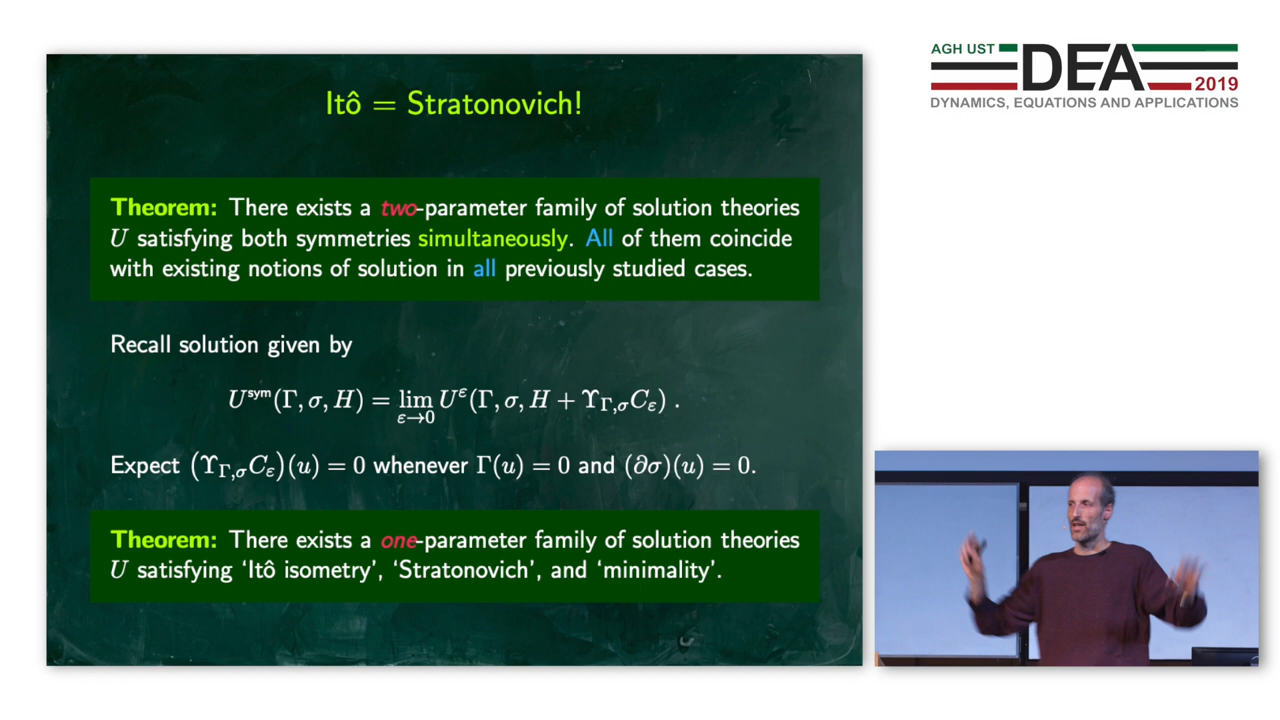 Itô = Stratonovich!
Theorem: There exists a two-parameter family of solution theories
U satisfying both symmetries simultaneously. All of them coincide
with existing notions of solution in all previously studied cases.
Recall solution given by
U^sym(Γ, σ, H) = lim_{ε→0} U^ε(Γ, σ, H + Υ_{Γ,σ}C_ε) .
Expect (Υ_{Γ,σ}C_ε)(u) = 0 whenever Γ(u) = 0 and (∂σ)(u) = 0.
Theorem: There exists a one-parameter family of solution theories
U satisfying ‘Itô isometry’, ‘Stratonovich’, and ‘minimality’.
AGH UST
DEA
2019
DYNAMICS, EQUATIONS AND APPLICATIONS